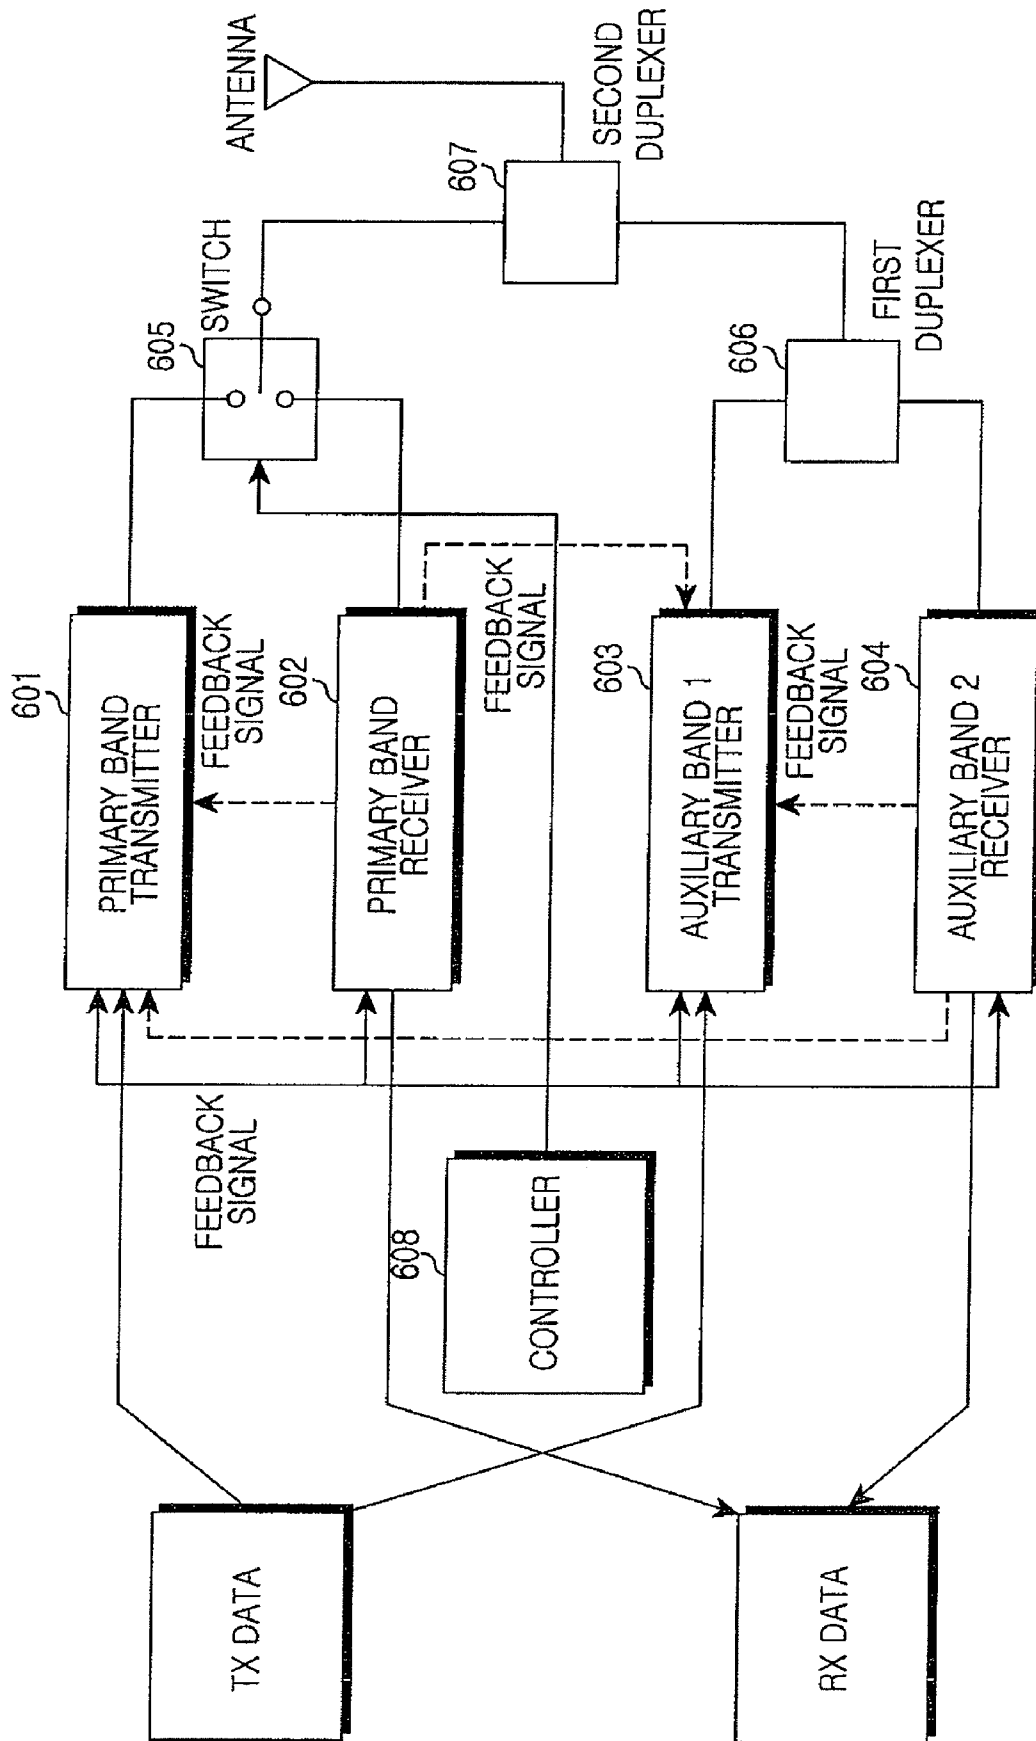 ANTENNA
605
SWITCH
607
SECOND
DUPLEXER
606
FIRST
DUPLEXER
601
PRIMARY BAND
TRANSMITTER
FEEDBACK
SIGNAL
602
PRIMARY BAND
RECEIVER
FEEDBACK
SIGNAL
603
AUXILIARY BAND 1
TRANSMITTER
FEEDBACK
SIGNAL
604
AUXILIARY BAND 2
RECEIVER
FEEDBACK
SIGNAL
608
CONTROLLER
TX DATA
RX DATA